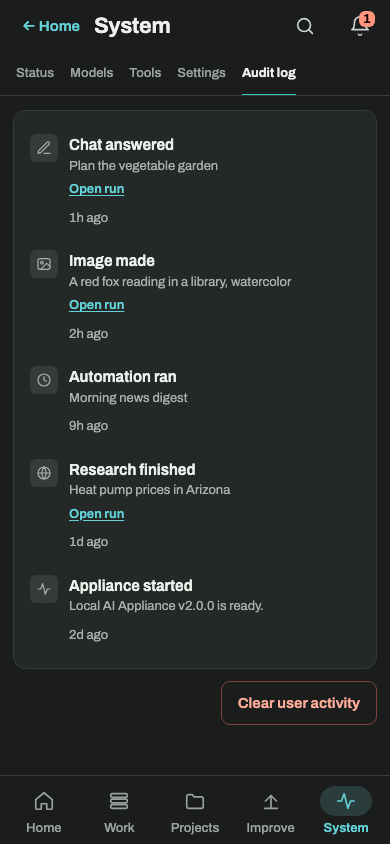 ← Home System 1
Status Models Tools Settings Audit log
Chat answered
Plan the vegetable garden
Open run
1h ago
Image made
A red fox reading in a library, watercolor
Open run
2h ago
Automation ran
Morning news digest
9h ago
Research finished
Heat pump prices in Arizona
Open run
1d ago
Appliance started
Local AI Appliance v2.0.0 is ready.
2d ago
Clear user activity
Home Work Projects Improve System